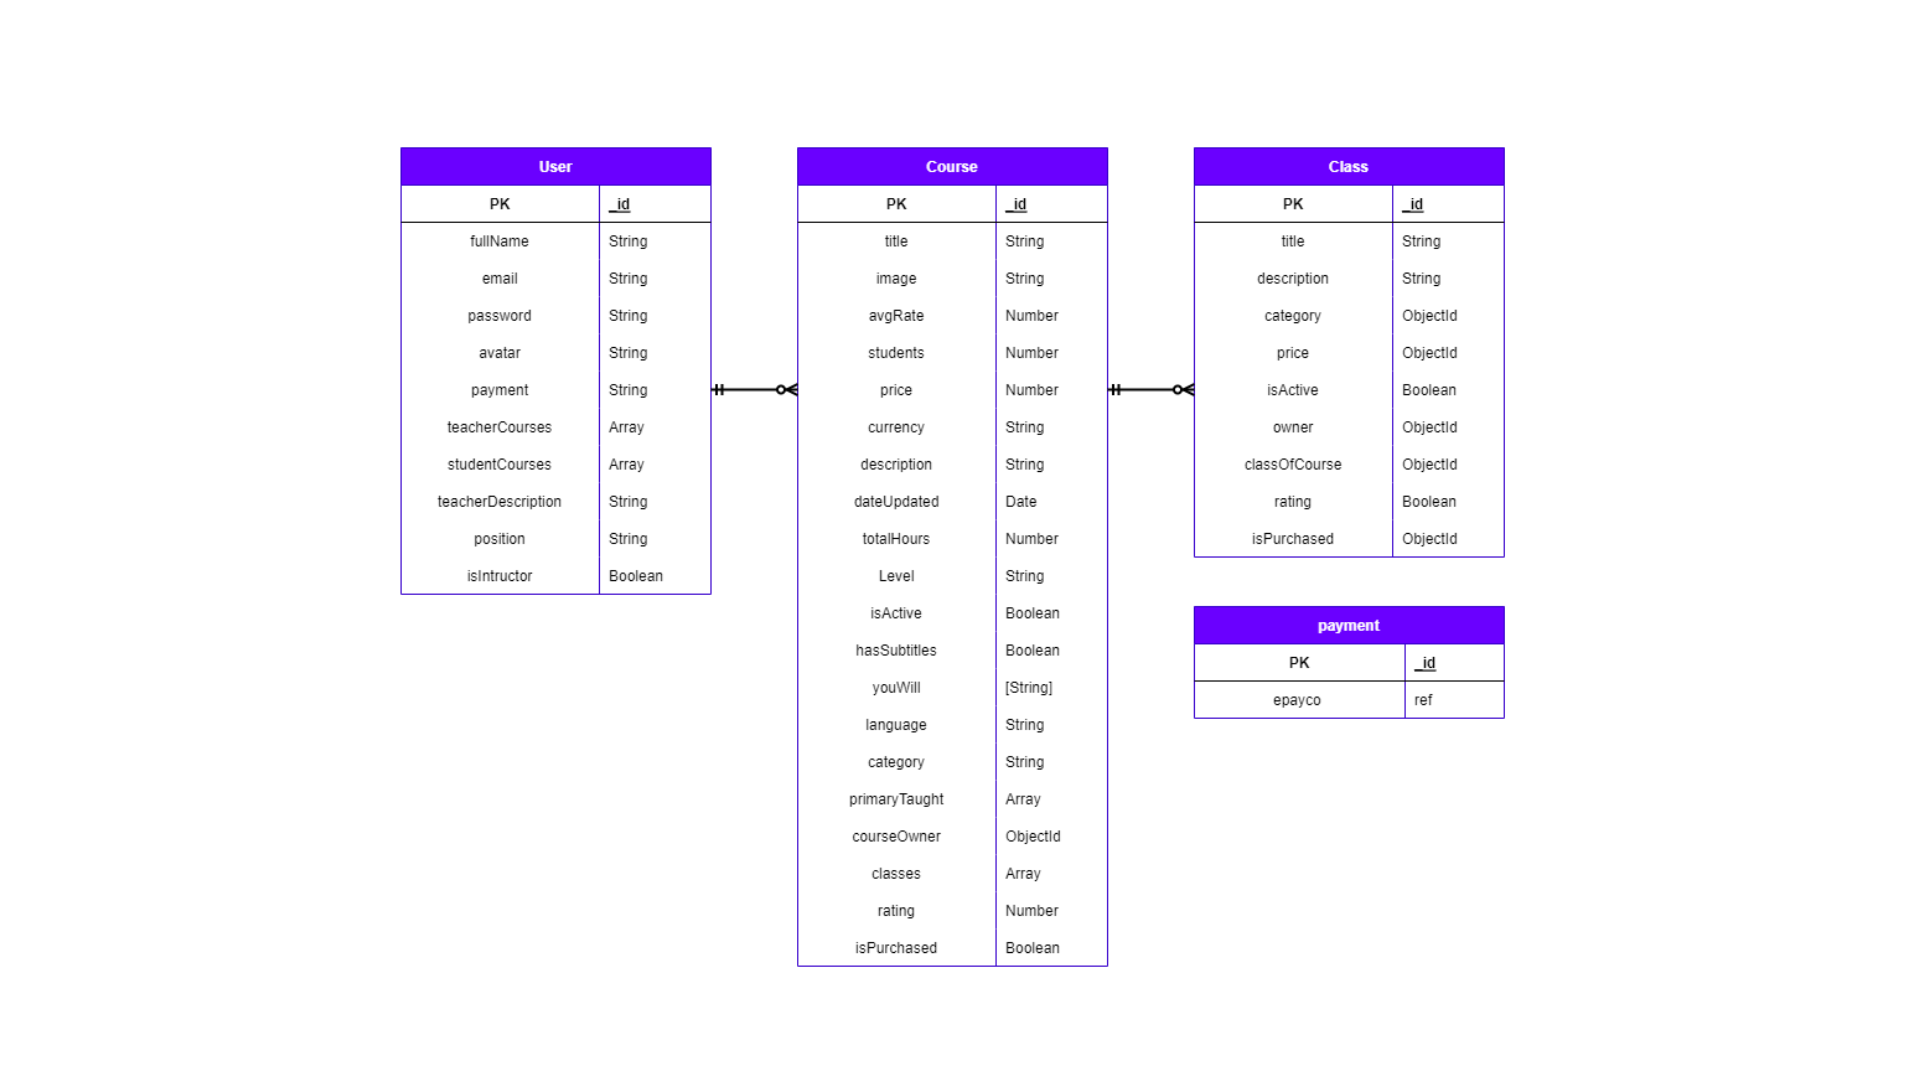 User
PK _id
fullName String
email String
password String
avatar String
payment String
teacherCourses Array
studentCourses Array
teacherDescription String
position String
isIntructor Boolean
Course
PK _id
title String
image String
avgRate Number
students Number
price Number
currency String
description String
dateUpdated Date
totalHours Number
Level String
isActive Boolean
hasSubtitles Boolean
youWill [String]
language String
category String
primaryTaught Array
courseOwner ObjectId
classes Array
rating Number
isPurchased Boolean
Class
PK _id
title String
description String
category ObjectId
price ObjectId
isActive Boolean
owner ObjectId
classOfCourse ObjectId
rating Boolean
isPurchased ObjectId
payment
PK _id
epayco ref